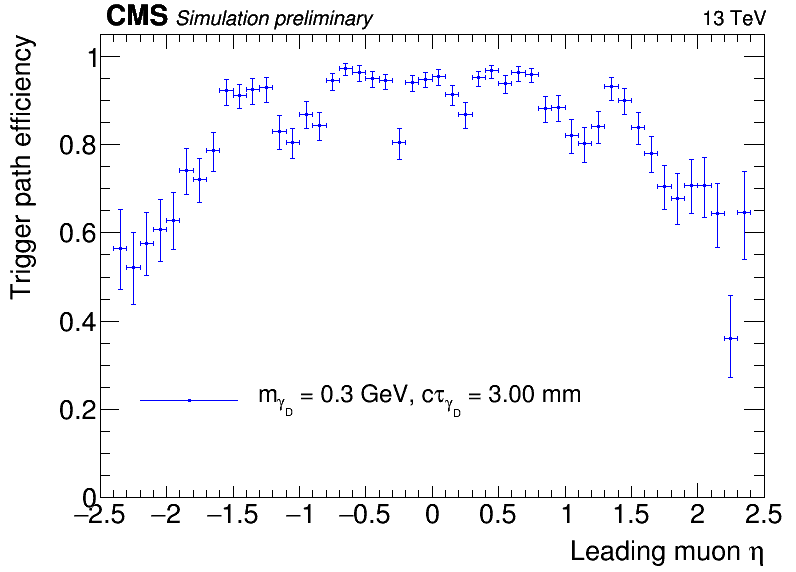 CMS Simulation preliminary 13 TeV
Trigger path efficiency
1
0.8
0.6
0.4
0.2
0
m_γ_D = 0.3 GeV, cτ_γ_D = 3.00 mm
−2.5 −2 −1.5 −1 −0.5 0 0.5 1 1.5 2 2.5
Leading muon η